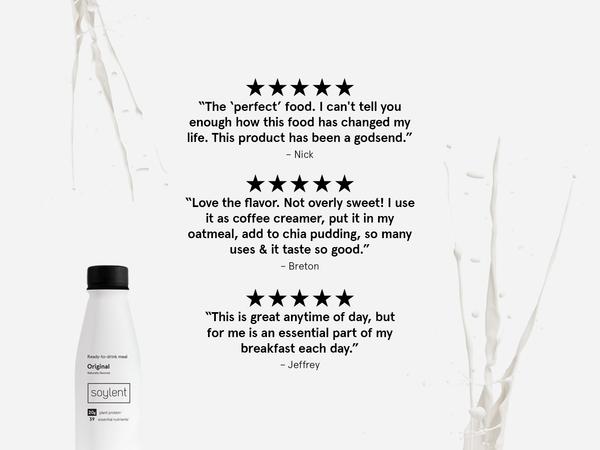 “The ‘perfect’ food. I can't tell you
enough how this food has changed my
life. This product has been a godsend.”
– Nick
“Love the flavor. Not overly sweet! I use
it as coffee creamer, put it in my
oatmeal, add to chia pudding, so many
uses & it taste so good.”
– Breton
“This is great anytime of day, but
for me is an essential part of my
breakfast each day.”
– Jeffrey
Ready-to-drink meal
Original
Naturally flavored
soylent
20g plant protein
39 essential nutrients